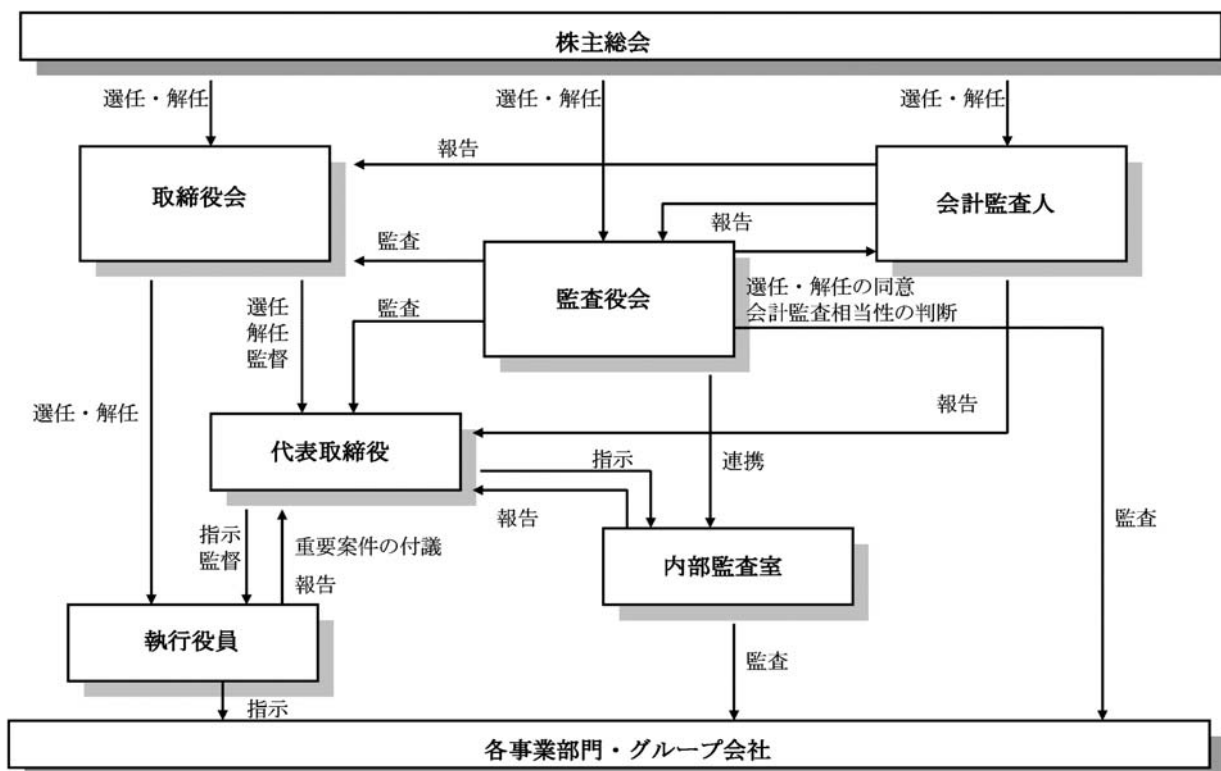 株主総会
選任・解任
選任・解任
選任・解任
報告
取締役会
会計監査人
報告
監査
監査役会
選任・解任の同意
会計監査相当性の判断
選任
解任
監督
監査
選任・解任
報告
代表取締役
指示
連携
報告
監査
指示
監督
重要案件の付議
報告
内部監査室
執行役員
監査
指示
各事業部門・グループ会社